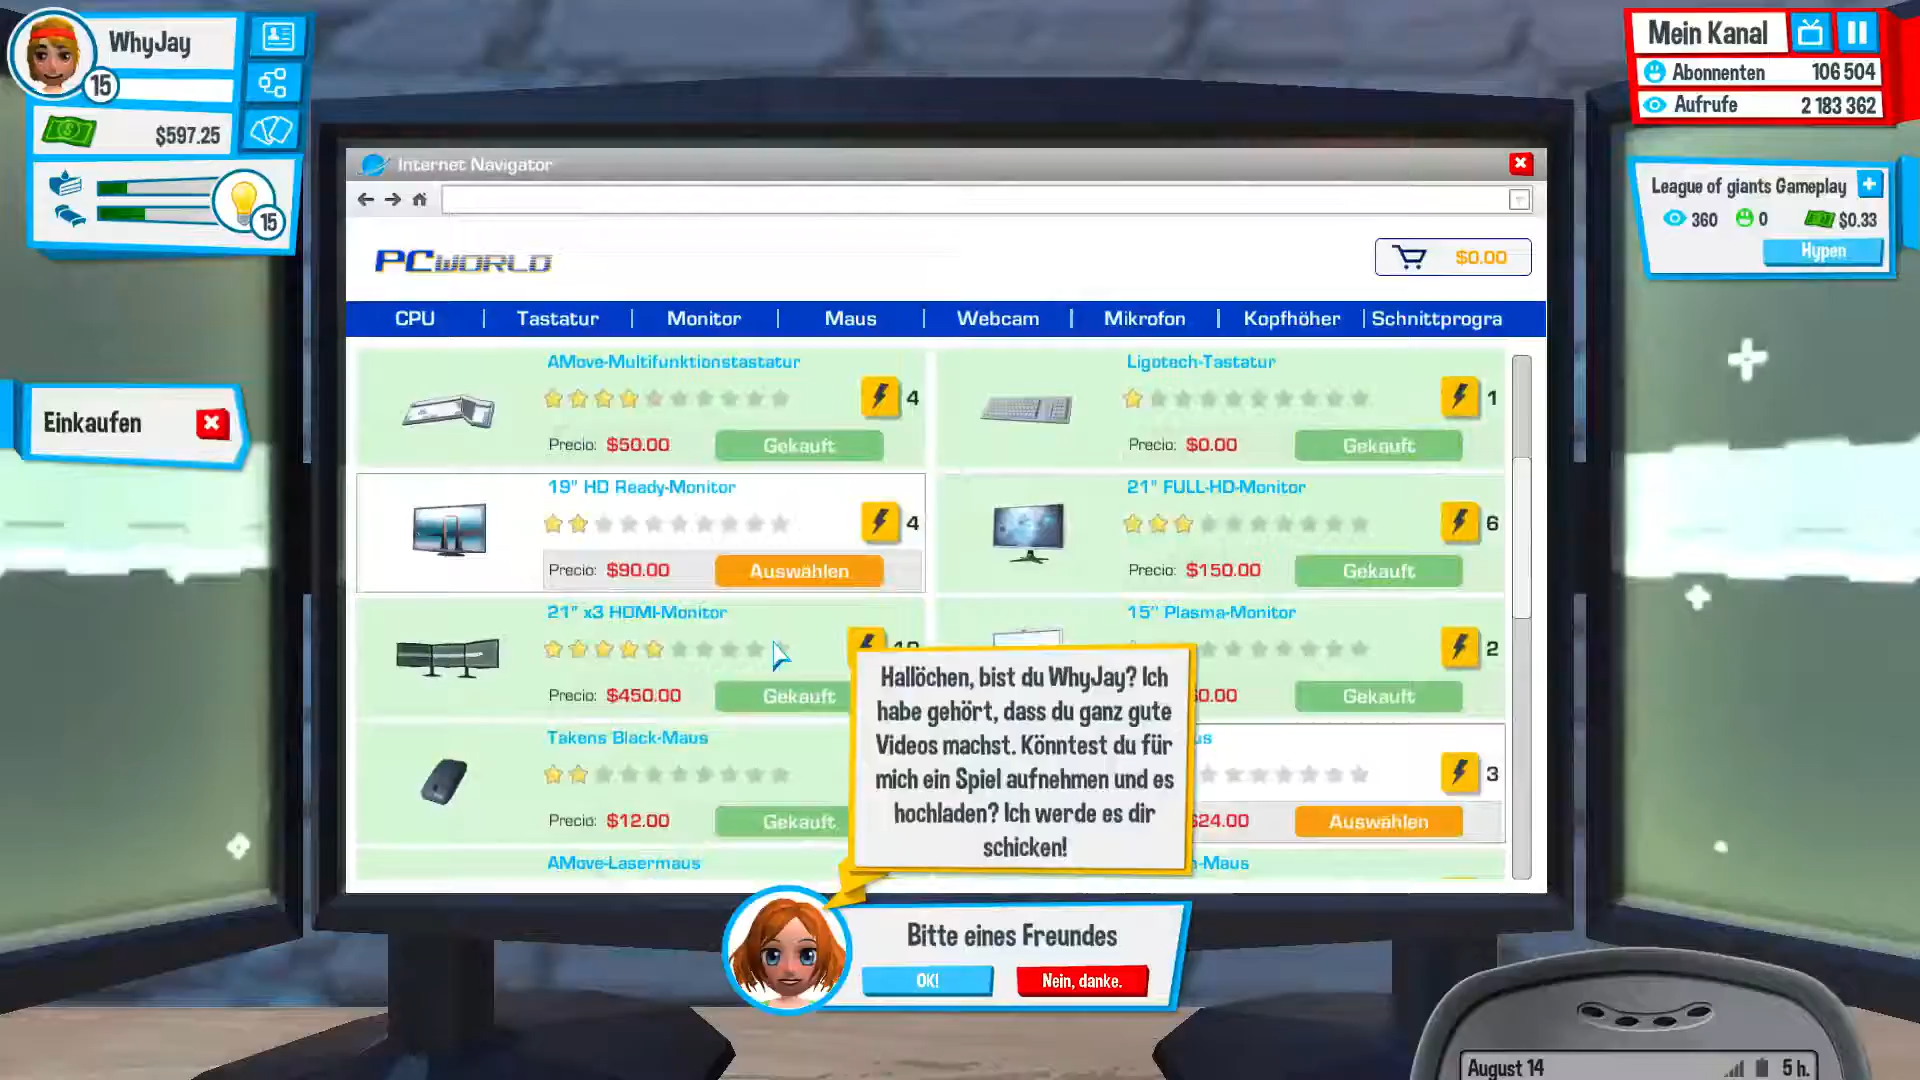 WhyJay
15
$597.25
15
Mein Kanal
Abonnenten 106 504
Aufrufe 2 183 362
League of giants Gameplay
360 0 $0.33
Hypen
Einkaufen
Internet Navigator
PCWORLD
$0.00
CPU | Tastatur | Monitor | Maus | Webcam | Mikrofon | Kopfhöher | Schnittprogra
AMove-Multifunktionstastatur
4
Precio: $50.00 Gekauft
Ligotech-Tastatur
1
Precio: $0.00 Gekauft
19" HD Ready-Monitor
4
Precio: $90.00 Auswählen
21" FULL-HD-Monitor
6
Precio: $150.00 Gekauft
21" x3 HDMI-Monitor
Precio: $450.00 Gekauft
15" Plasma-Monitor
2
Gekauft
Takens Black-Maus
Precio: $12.00 Gekauft
3
$24.00 Auswählen
AMove-Lasermaus
-Maus
Hallöchen, bist du WhyJay? Ich
habe gehört, dass du ganz gute
Videos machst. Könntest du für
mich ein Spiel aufnehmen und es
hochladen? Ich werde es dir
schicken!
Bitte eines Freundes
OK!
Nein, danke.
August 14
5 h.